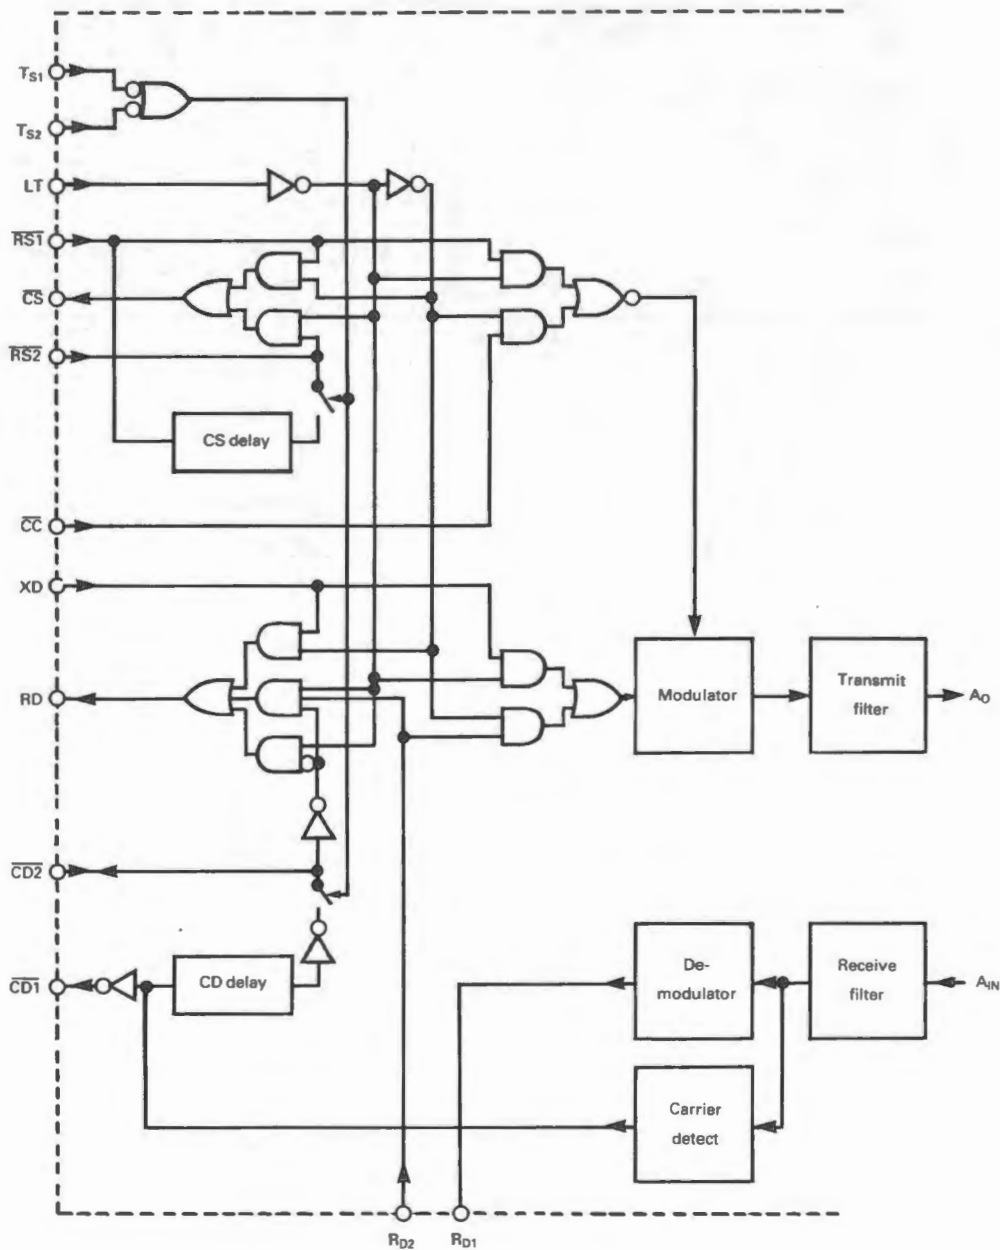 TS1
TS2
LT
RS1
CS
RS2
CS delay
CC
XD
RD
Modulator
Transmit
filter
AO
CD2
CD1
CD delay
De-
modulator
Receive
filter
AIN
Carrier
detect
RD2
RD1